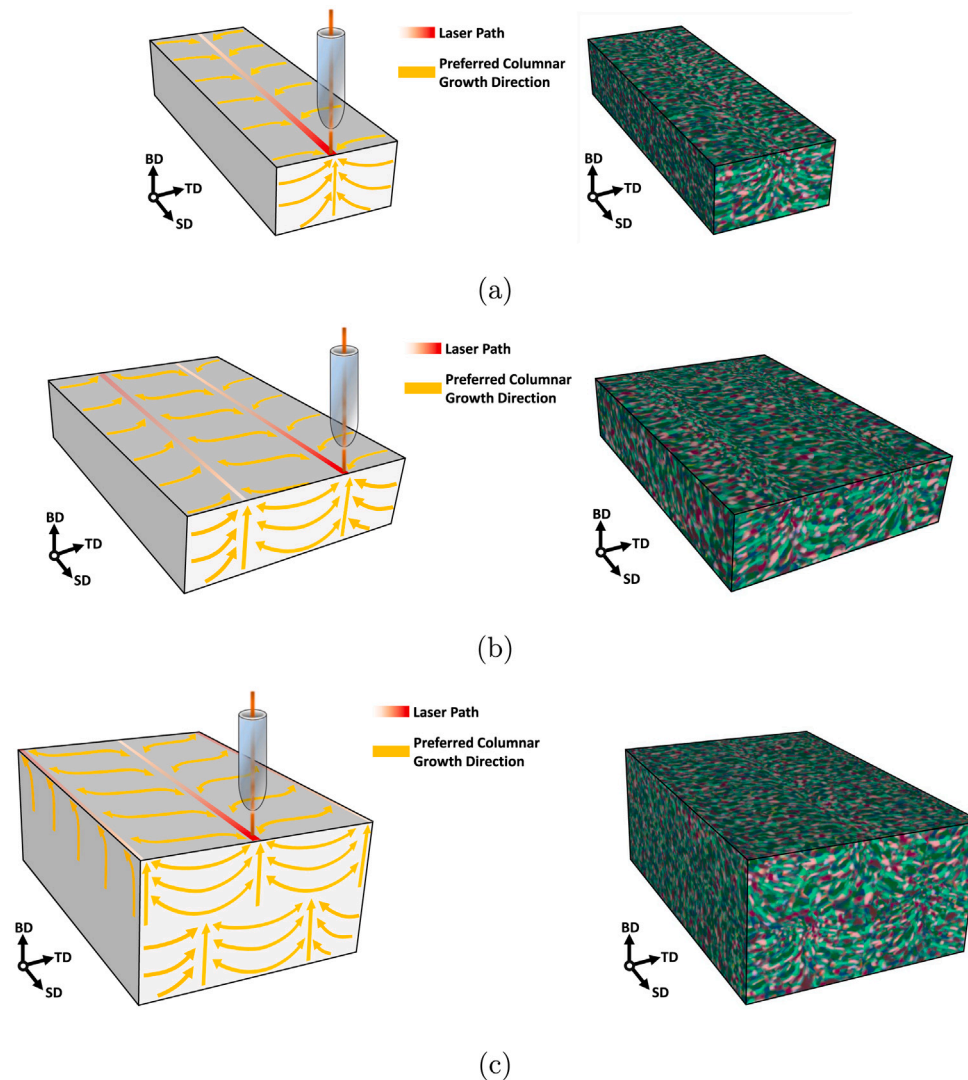 Laser Path
Preferred Columnar
Growth Direction
BD
TD
SD
BD
TD
SD
(a)
Laser Path
Preferred Columnar
Growth Direction
BD
TD
SD
BD
TD
SD
(b)
Laser Path
Preferred Columnar
Growth Direction
BD
TD
SD
BD
TD
SD
(c)